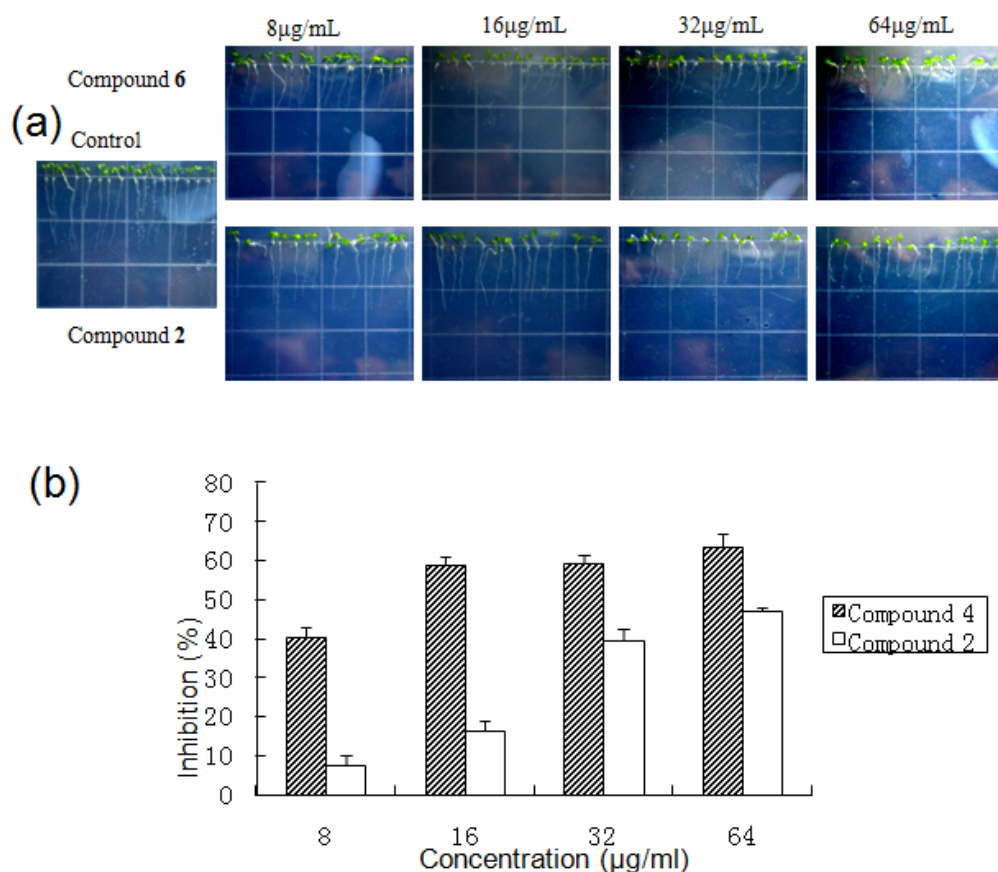 8μg/mL 16μg/mL 32μg/mL 64μg/mL
Compound 6
(a)
Control
Compound 2
(b)
80
70
60
50
40
30
20
10
0
Inhibition (%)
8 16 32 64
Concentration (μg/ml)
Compound 4
Compound 2